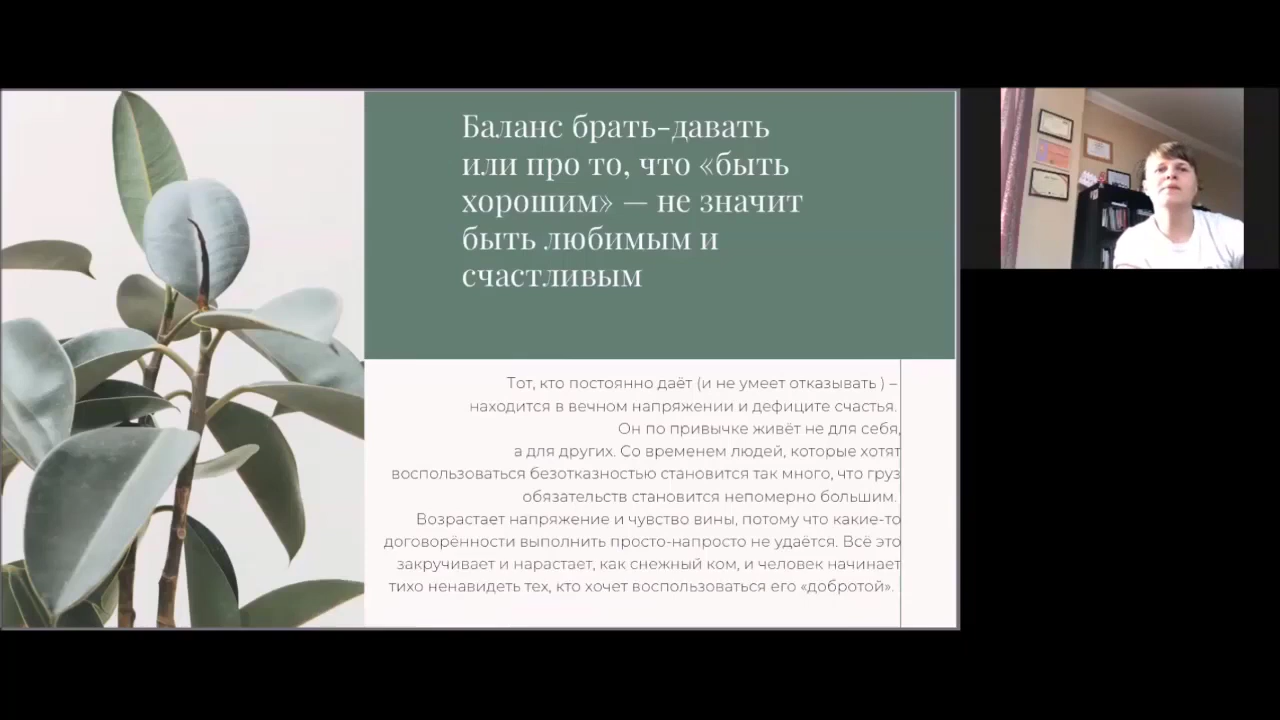 Баланс брать-давать
или про то, что «быть
хорошим» — не значит
быть любимым и
счастливым
Тот, кто постоянно даёт (и не умеет отказывать ) –
находится в вечном напряжении и дефиците счастья.
Он по привычке живёт не для себя,
а для других. Со временем людей, которые хотят
воспользоваться безотказностью становится так много, что груз
обязательств становится непомерно большим.
Возрастает напряжение и чувство вины, потому что какие-то
договорённости выполнить просто-напросто не удаётся. Всё это
закручивает и нарастает, как снежный ком, и человек начинает
тихо ненавидеть тех, кто хочет воспользоваться его «добротой».